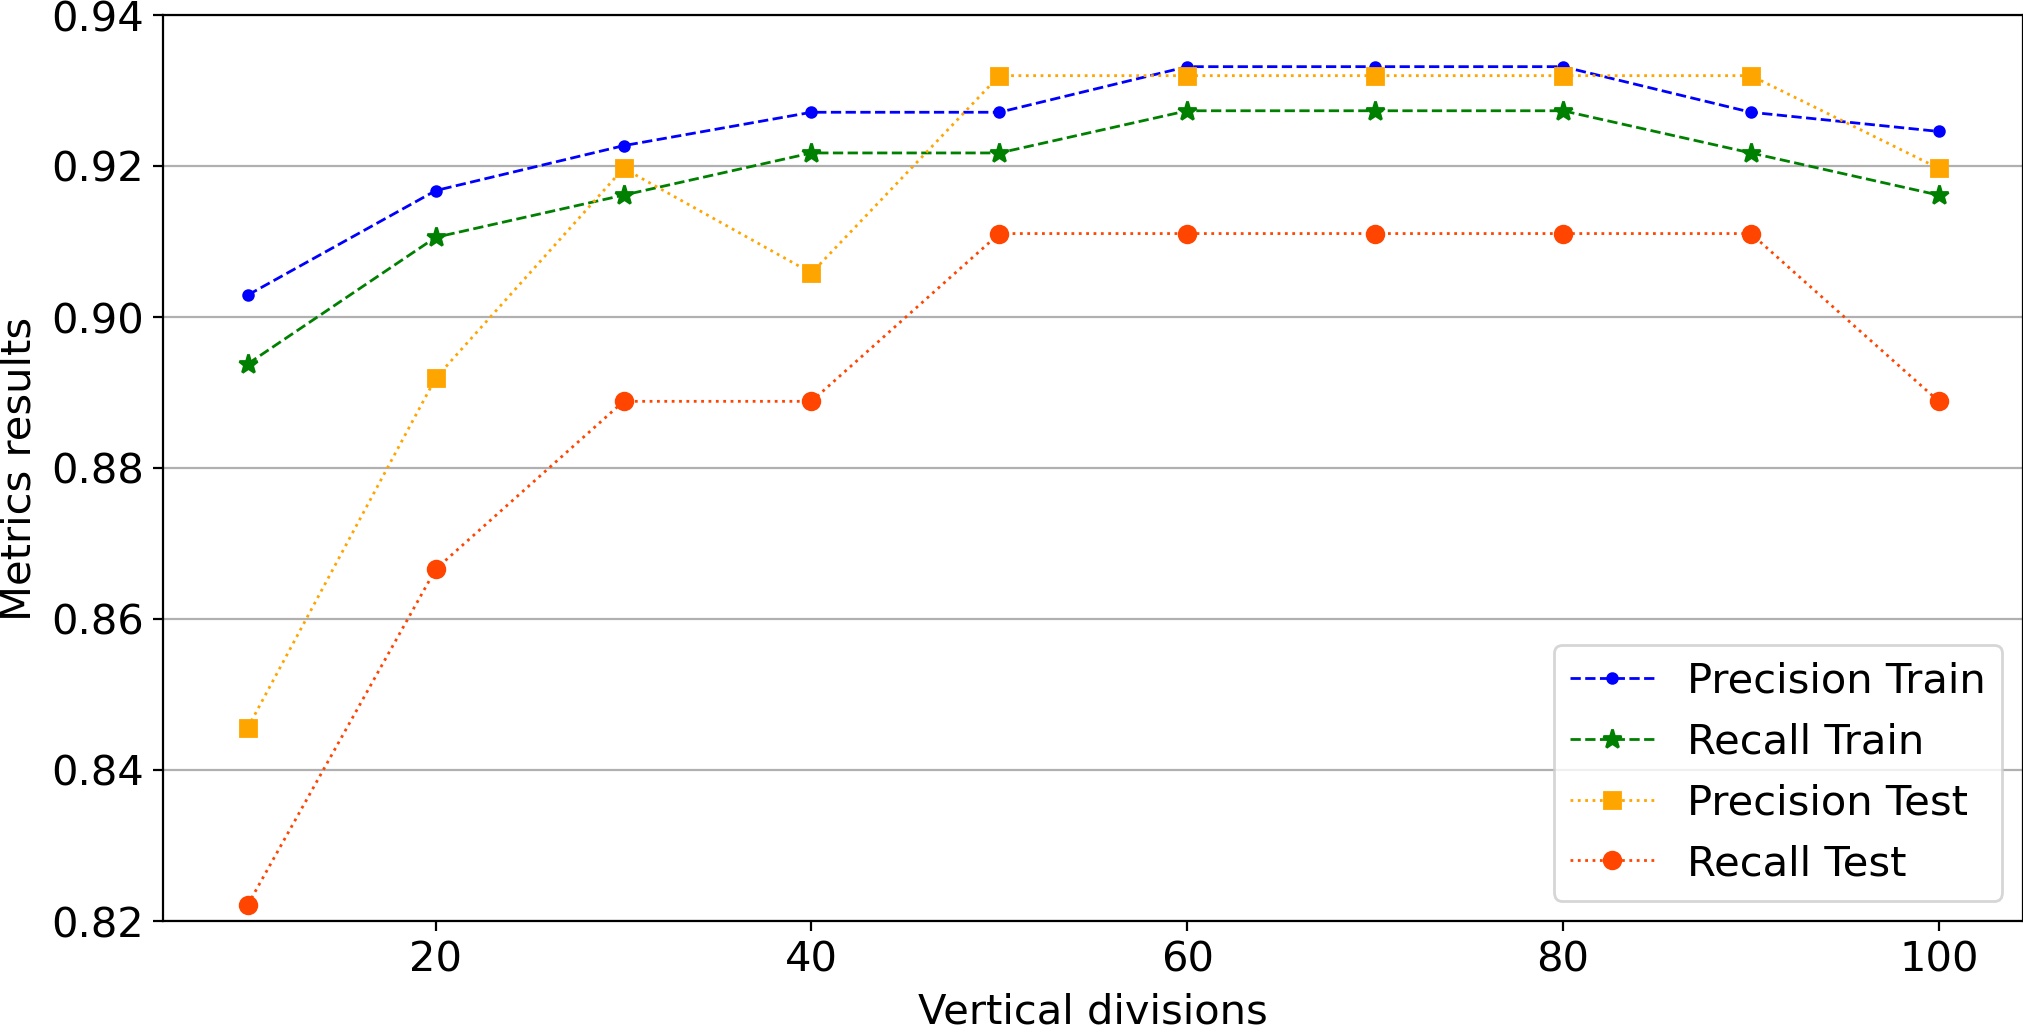 0.94
0.92
0.90
0.88
0.86
0.84
0.82
Metrics results
20 40 60 80 100
Vertical divisions
Precision Train
Recall Train
Precision Test
Recall Test